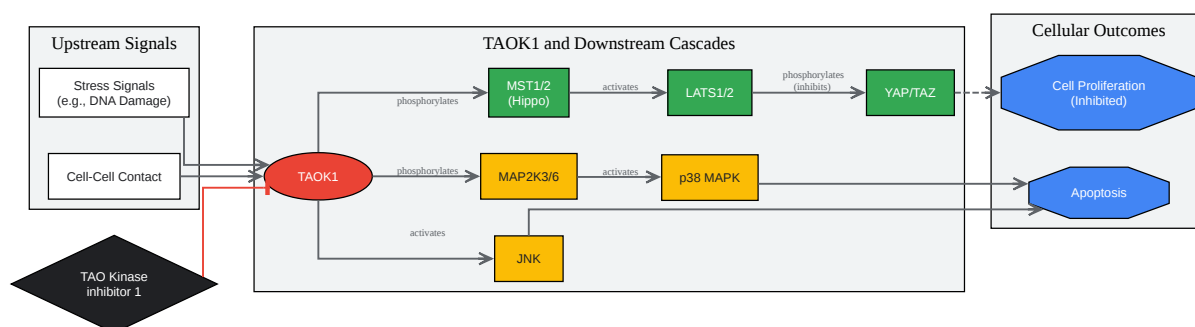 Upstream Signals
Stress Signals
(e.g., DNA Damage)
Cell-Cell Contact
TAO Kinase
inhibitor 1
TAOK1 and Downstream Cascades
TAOK1
phosphorylates
MST1/2
(Hippo)
activates
LATS1/2
phosphorylates
(inhibits)
YAP/TAZ
phosphorylates
MAP2K3/6
activates
p38 MAPK
activates
JNK
Cellular Outcomes
Cell Proliferation
(Inhibited)
Apoptosis